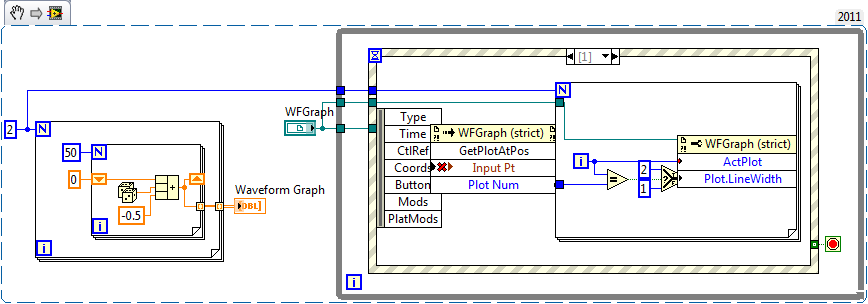 2011
[1]
N
WFGraph
2
N
Type
Time
WFGraph (strict)
WFGraph (strict)
50
N
CtlRef
GetPlotAtPos
i
ActPlot
Coords
Input Pt
2
Plot.LineWidth
0
+
=
?
Waveform Graph
Button
Plot Num
1
-0.5
DBL
Mods
i
PlatMods
i
i